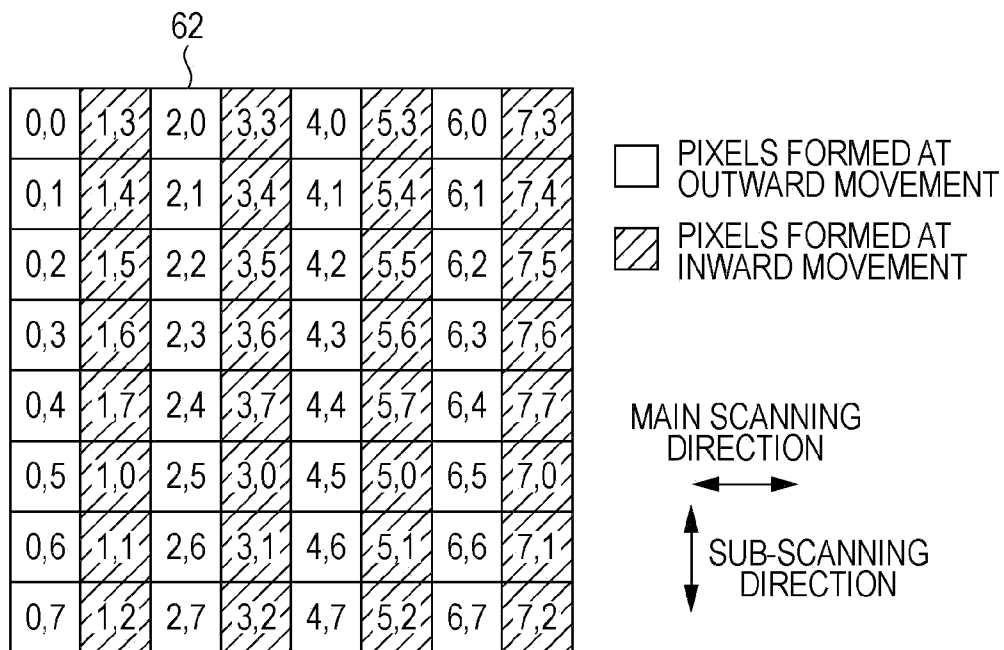 62
0,0 1,3 2,0 3,3 4,0 5,3 6,0 7,3
0,1 1,4 2,1 3,4 4,1 5,4 6,1 7,4
0,2 1,5 2,2 3,5 4,2 5,5 6,2 7,5
0,3 1,6 2,3 3,6 4,3 5,6 6,3 7,6
0,4 1,7 2,4 3,7 4,4 5,7 6,4 7,7
0,5 1,0 2,5 3,0 4,5 5,0 6,5 7,0
0,6 1,1 2,6 3,1 4,6 5,1 6,6 7,1
0,7 1,2 2,7 3,2 4,7 5,2 6,7 7,2
PIXELS FORMED AT
OUTWARD MOVEMENT
PIXELS FORMED AT
INWARD MOVEMENT
MAIN SCANNING
DIRECTION
SUB-SCANNING
DIRECTION